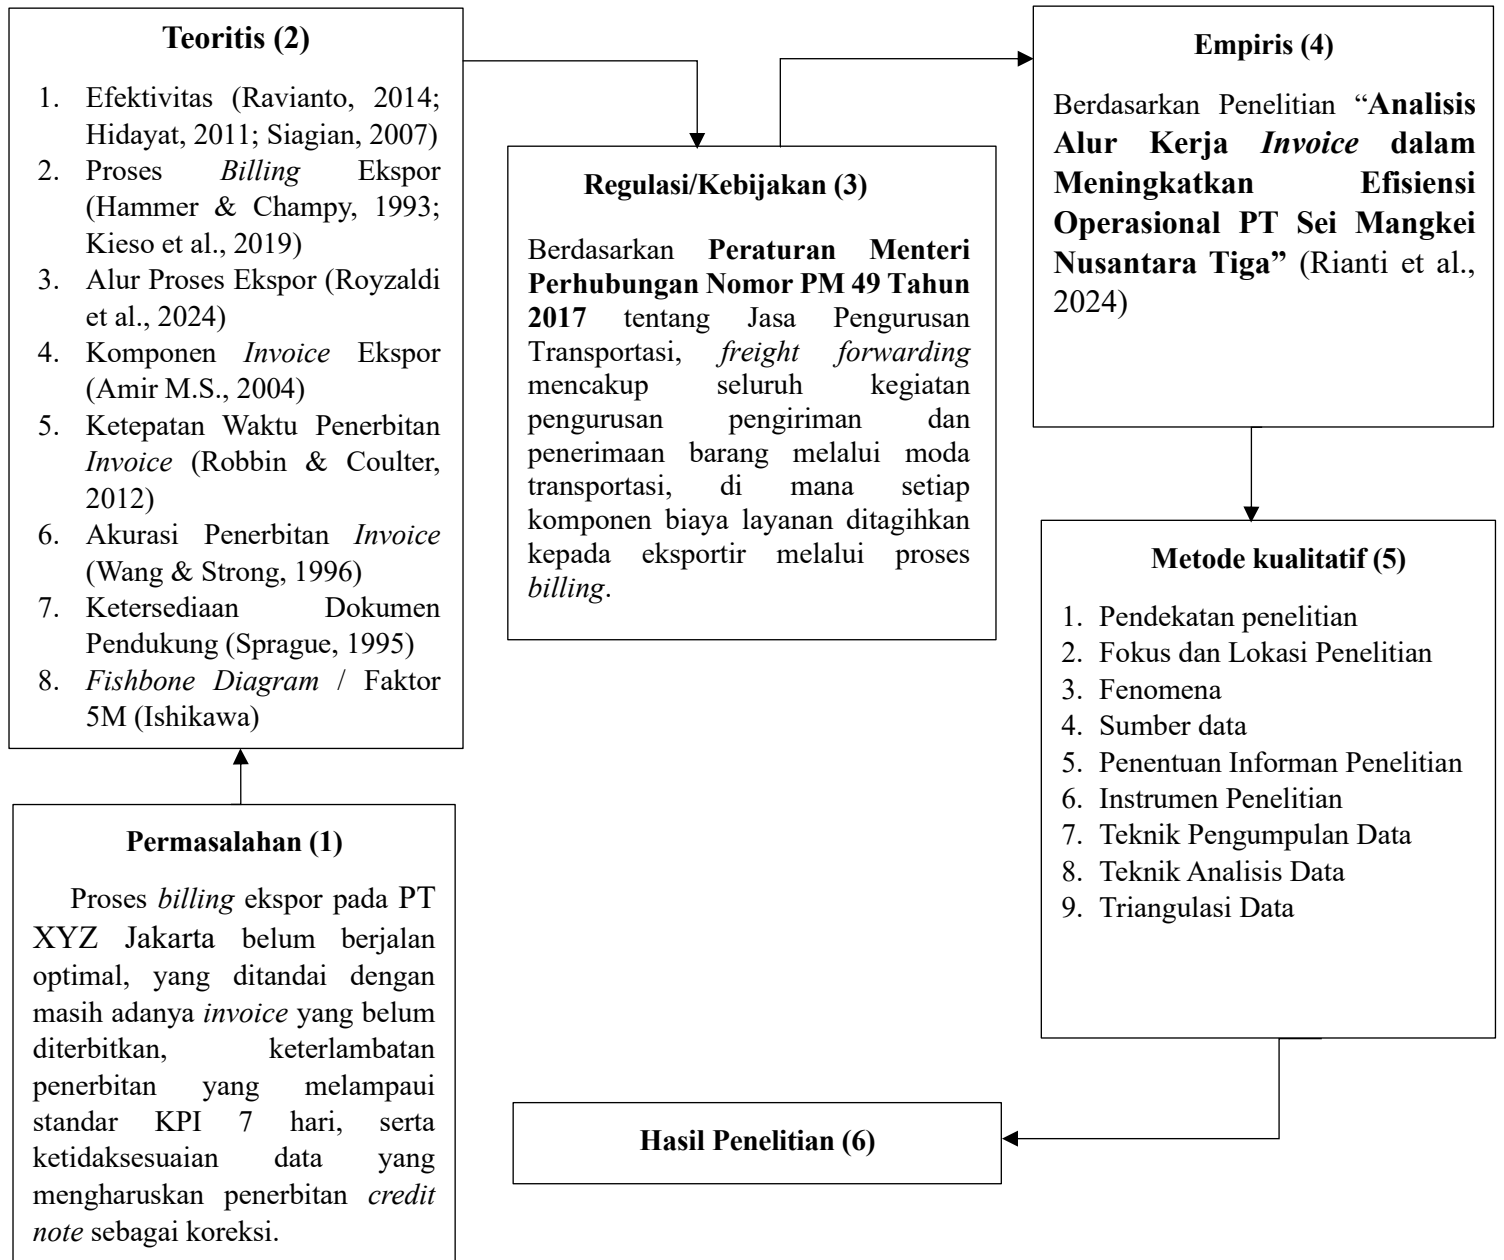 Teoritis (2)
1. Efektivitas (Ravianto, 2014;
Hidayat, 2011; Siagian, 2007)
2. Proses Billing Ekspor
(Hammer & Champy, 1993;
Kieso et al., 2019)
3. Alur Proses Ekspor (Royzaldi
et al., 2024)
4. Komponen Invoice Ekspor
(Amir M.S., 2004)
5. Ketepatan Waktu Penerbitan
Invoice (Robbin & Coulter,
2012)
6. Akurasi Penerbitan Invoice
(Wang & Strong, 1996)
7. Ketersediaan Dokumen
Pendukung (Sprague, 1995)
8. Fishbone Diagram / Faktor
5M (Ishikawa)
Permasalahan (1)
Proses billing ekspor pada PT
XYZ Jakarta belum berjalan
optimal, yang ditandai dengan
masih adanya invoice yang belum
diterbitkan, keterlambatan
penerbitan yang melampaui
standar KPI 7 hari, serta
ketidaksesuaian data yang
mengharuskan penerbitan credit
note sebagai koreksi.
Regulasi/Kebijakan (3)
Berdasarkan Peraturan Menteri
Perhubungan Nomor PM 49 Tahun
2017 tentang Jasa Pengurusan
Transportasi, freight forwarding
mencakup seluruh kegiatan
pengurusan pengiriman dan
penerimaan barang melalui moda
transportasi, di mana setiap
komponen biaya layanan ditagihkan
kepada eksportir melalui proses
billing.
Empiris (4)
Berdasarkan Penelitian “Analisis
Alur Kerja Invoice dalam
Meningkatkan Efisiensi
Operasional PT Sei Mangkei
Nusantara Tiga” (Rianti et al.,
2024)
Metode kualitatif (5)
1. Pendekatan penelitian
2. Fokus dan Lokasi Penelitian
3. Fenomena
4. Sumber data
5. Penentuan Informan Penelitian
6. Instrumen Penelitian
7. Teknik Pengumpulan Data
8. Teknik Analisis Data
9. Triangulasi Data
Hasil Penelitian (6)